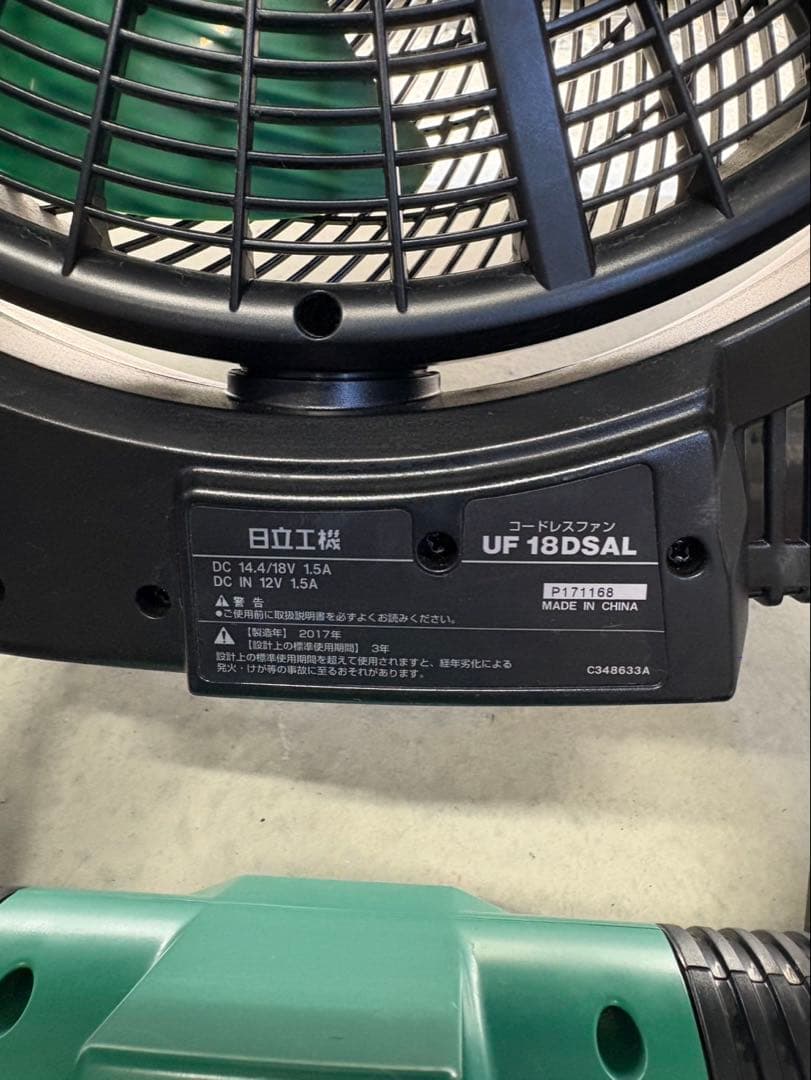 日立工機
DC 14.4/18V 1.5A
DC IN 12V 1.5A
⚠警告
●ご使用前に取扱説明書を必ずよくお読みください。
⚠【製造年】 2017年
【設計上の標準使用期間】 3年
設計上の標準使用期間を超えて使用されますと、経年劣化による
発火・けが等の事故に至るおそれがあります。
コードレスファン
UF 18DSAL
P171168
MADE IN CHINA
C348633A